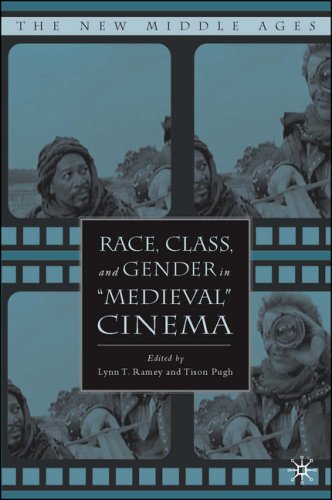 THE NEW MIDDLE AGES
RACE, CLASS,
and GENDER in
"MEDIEVAL"
CINEMA
Edited by
Lynn T. Ramey and Tison Pugh